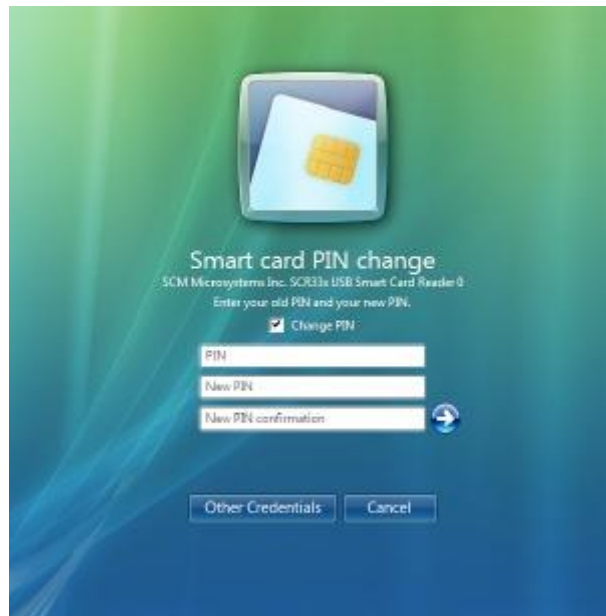 Smart card PIN change
SCM Microsystems Inc. SCR33x USB Smart Card Reader 0
Enter your old PIN and your new PIN.
Change PIN
PIN
New PIN
New PIN confirmation
Other Credentials
Cancel